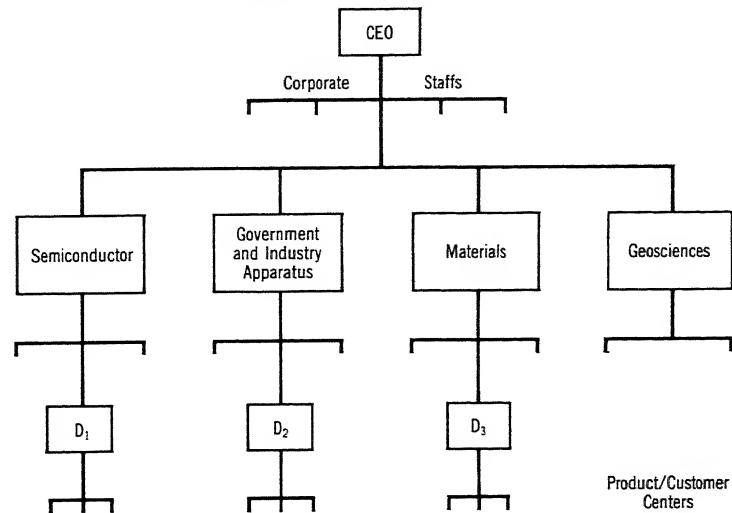 CEO
Corporate Staffs
Semiconductor
Government
and Industry
Apparatus
Materials
Geosciences
D₁
D₂
D₃
Product/Customer
Centers